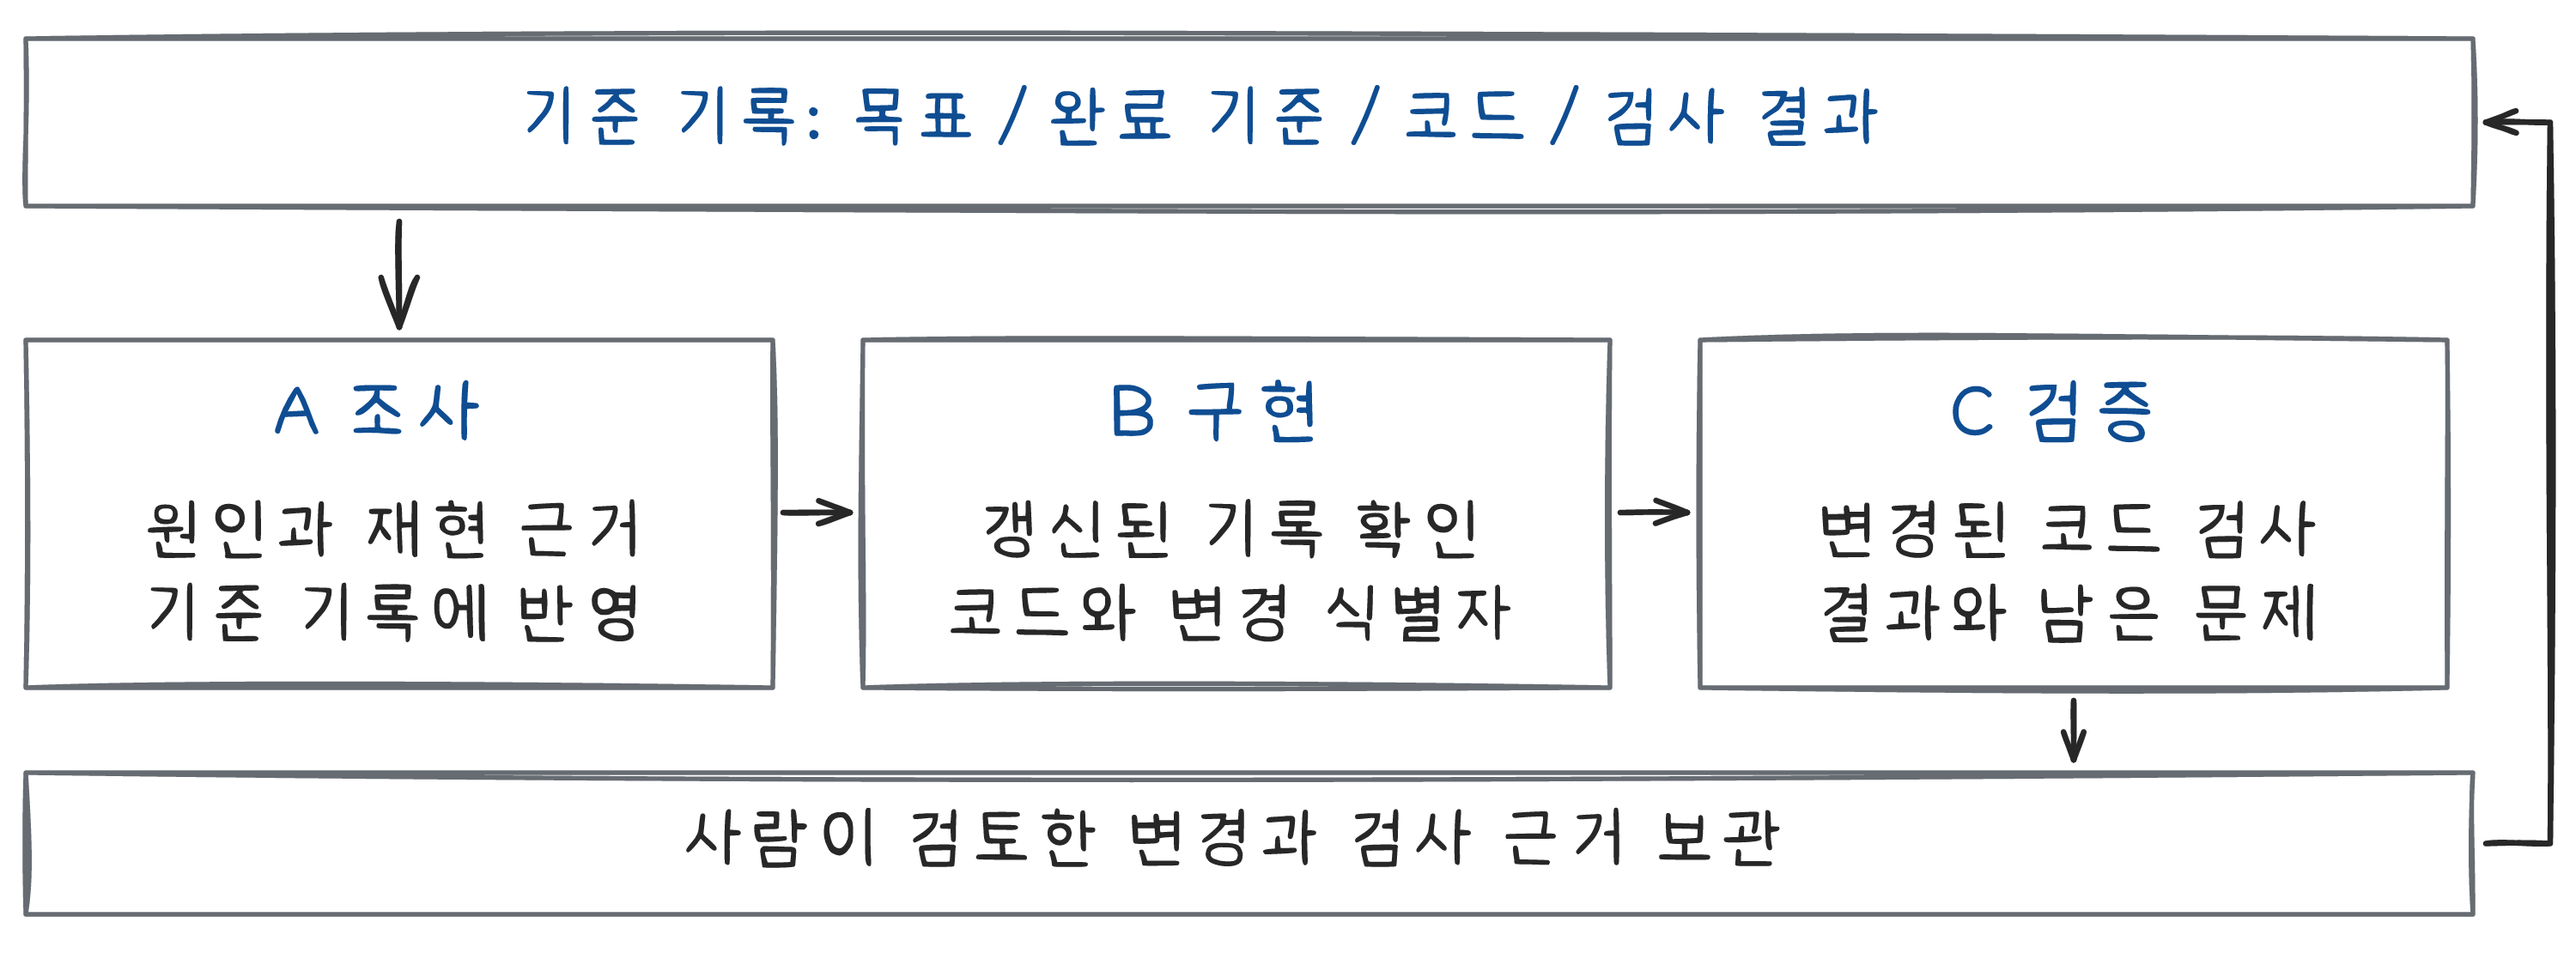 기준 기록: 목표 / 완료 기준 / 코드 / 검사 결과
A 조사
원인과 재현 근거
기준 기록에 반영
B 구현
갱신된 기록 확인
코드와 변경 식별자
C 검증
변경된 코드 검사
결과와 남은 문제
사람이 검토한 변경과 검사 근거 보관